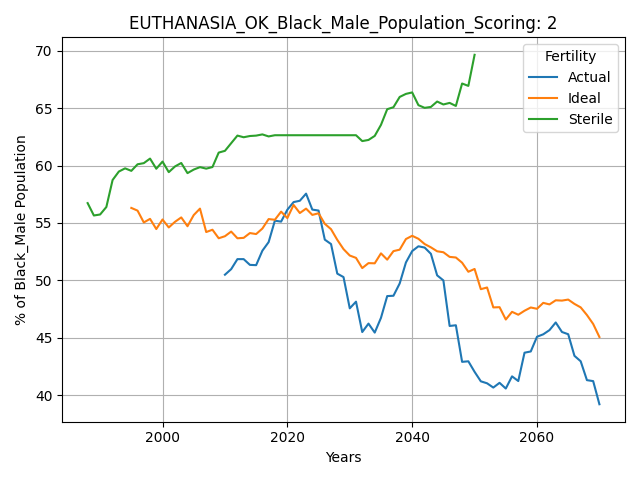 EUTHANASIA_OK_Black_Male_Population_Scoring: 2
70
65
60
55
50
45
40
% of Black_Male Population
Fertility
Actual
Ideal
Sterile
2000 2020 2040 2060
Years